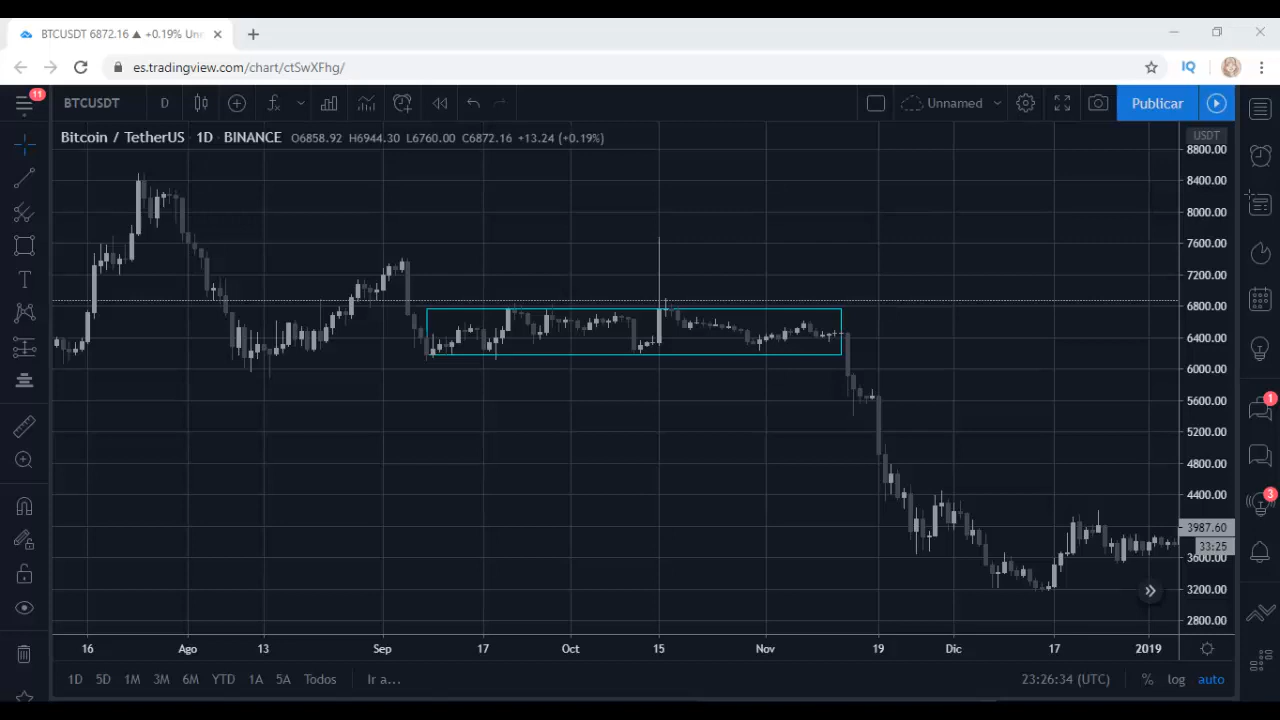 BTCUSDT 6872.16 ▲ +0.19% Un
es.tradingview.com/chart/ctSwXFhg/
IQ
11
BTCUSDT
D
Unnamed
Publicar
Bitcoin / TetherUS 1D BINANCE O6858.92 H6944.30 L6760.00 C6872.16 +13.24 (+0.19%)
USDT
8800.00
8400.00
8000.00
7600.00
7200.00
6800.00
6400.00
6000.00
5600.00
5200.00
4800.00
4400.00
3987.60
33:25
3600.00
3200.00
2800.00
1
3
16 Ago 13 Sep 17 Oct 15 Nov 19 Dic 17 2019
1D 5D 1M 3M 6M YTD 1A 5A Todos Ir a... 23:26:34 (UTC) % log auto